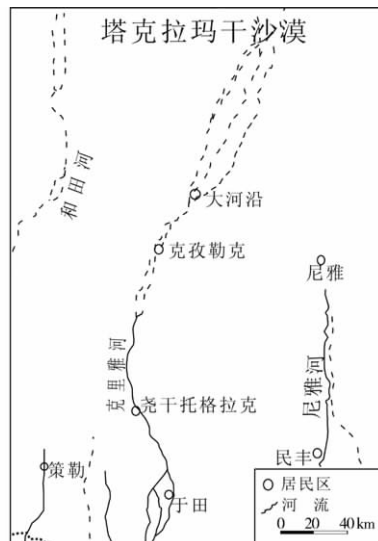 塔克拉玛干沙漠
和田河
大河沿
克孜勒克
尼雅
克里雅河
尼雅河
尧干托格拉克
民丰
策勒
于田
居民区
河流
0 20 40 km